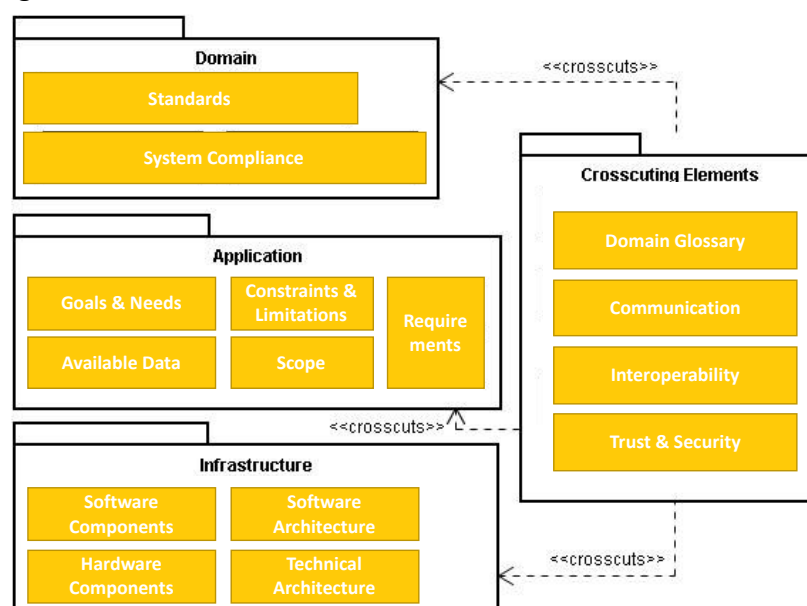 Domain
Standards
System Compliance
<<crosscuts>>
Crosscuting Elements
Domain Glossary
Communication
Interoperability
Trust & Security
Application
Goals & Needs
Constraints &
Limitations
Require
ments
Available Data
Scope
<<crosscuts>>
Infrastructure
Software
Components
Software
Architecture
Hardware
Components
Technical
Architecture
<<crosscuts>>